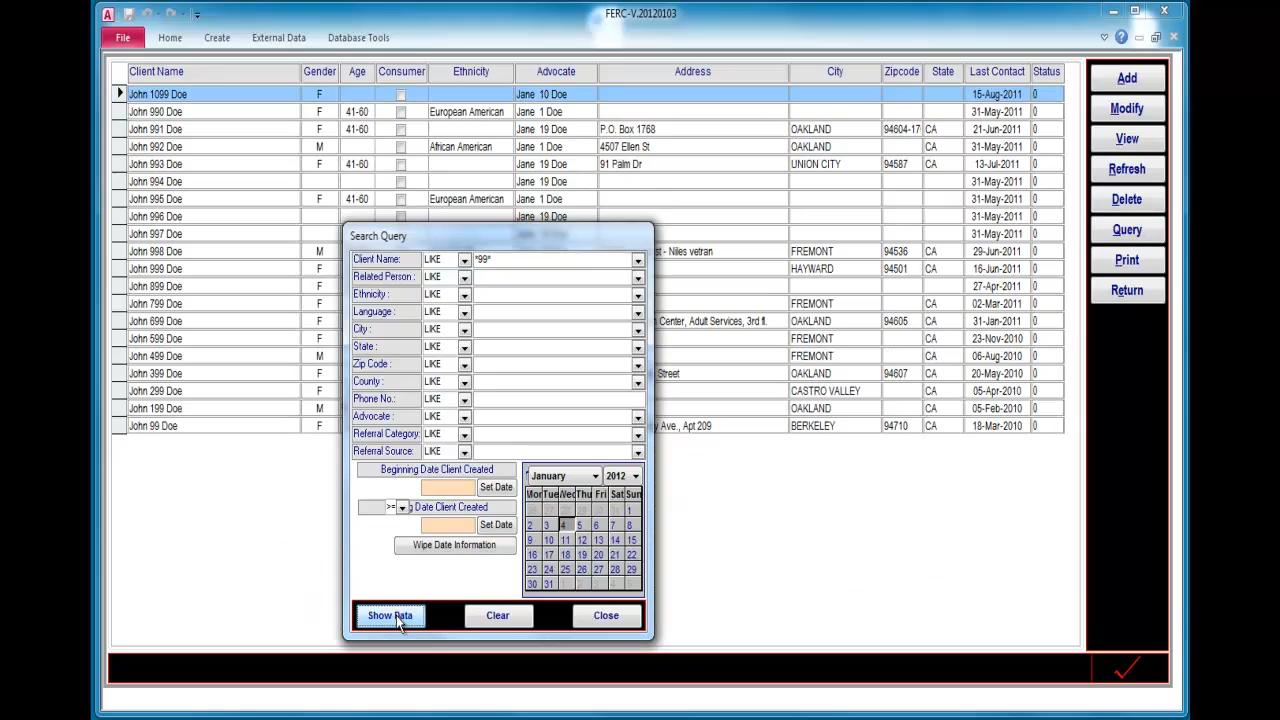 FERC-V.20120103
File Home Create External Data Database Tools
Client Name Gender Age Consumer Ethnicity Advocate Address City Zipcode State Last Contact Status
John 1099 Doe F Jane 10 Doe 15-Aug-2011 0
John 990 Doe F 41-60 European American Jane 1 Doe 31-May-2011 0
John 991 Doe F 41-60 Jane 19 Doe P.O. Box 1768 OAKLAND 94604-17 CA 21-Jun-2011 0
John 992 Doe M African American Jane 1 Doe 4507 Ellen St OAKLAND CA 31-May-2011 0
John 993 Doe F 41-60 Jane 19 Doe 91 Palm Dr UNION CITY 94587 CA 13-Jul-2011 0
John 994 Doe Jane 19 Doe 31-May-2011 0
John 995 Doe F 41-60 European American Jane 1 Doe 31-May-2011 0
John 996 Doe Jane 19 Doe 31-May-2011 0
John 997 Doe 31-May-2011 0
John 998 Doe M st - Niles vetran FREMONT 94536 CA 29-Jun-2011 0
John 999 Doe F HAYWARD 94501 CA 16-Jun-2011 0
John 899 Doe F 27-Apr-2011 0
John 799 Doe F FREMONT CA 02-Mar-2011 0
John 699 Doe F Center, Adult Services, 3rd fl. OAKLAND 94605 CA 31-Jan-2011 0
John 599 Doe F FREMONT CA 23-Nov-2010 0
John 499 Doe M FREMONT CA 06-Aug-2010 0
John 399 Doe F Street OAKLAND 94607 CA 20-May-2010 0
John 299 Doe F CASTRO VALLEY CA 05-Apr-2010 0
John 199 Doe M OAKLAND CA 05-Feb-2010 0
John 99 Doe F Ave., Apt 209 BERKELEY 94710 CA 18-Mar-2010 0
Search Query
Client Name: LIKE *99*
Related Person : LIKE
Ethnicity : LIKE
Language : LIKE
City : LIKE
State : LIKE
Zip Code : LIKE
County : LIKE
Phone No.: LIKE
Advocate : LIKE
Referral Category: LIKE
Referral Source: LIKE
Beginning Date Client Created
Set Date
>= g Date Client Created
Set Date
Wipe Date Information
January 2012
Mon Tue Wed Thu Fri Sat Sun
1
2 3 4 5 6 7 8
9 10 11 12 13 14 15
16 17 18 19 20 21 22
23 24 25 26 27 28 29
30 31
Show Data Clear Close
Add
Modify
View
Refresh
Delete
Query
Print
Return